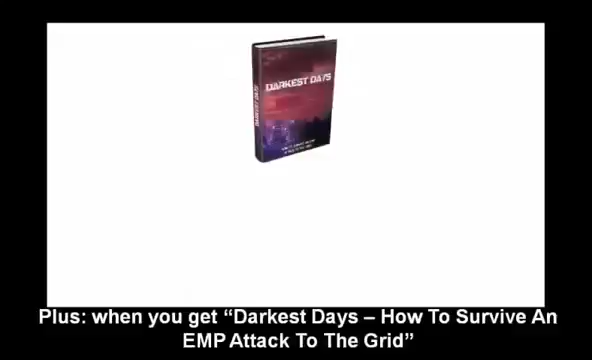 DARKEST DAYS
DARKEST DAYS
Plus: when you get “Darkest Days – How To Survive An
EMP Attack To The Grid”